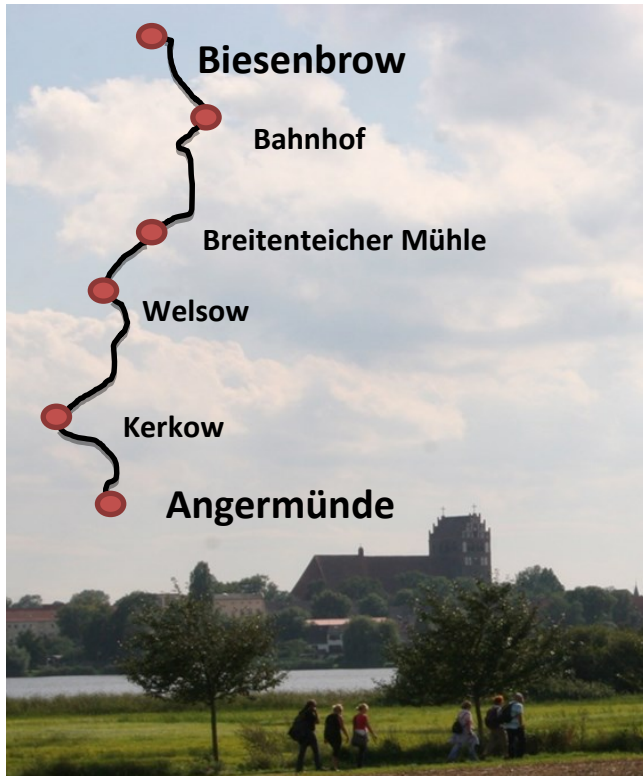 Biesenbrow
Bahnhof
Breitenteicher Mühle
Welsow
Kerkow
Angermünde